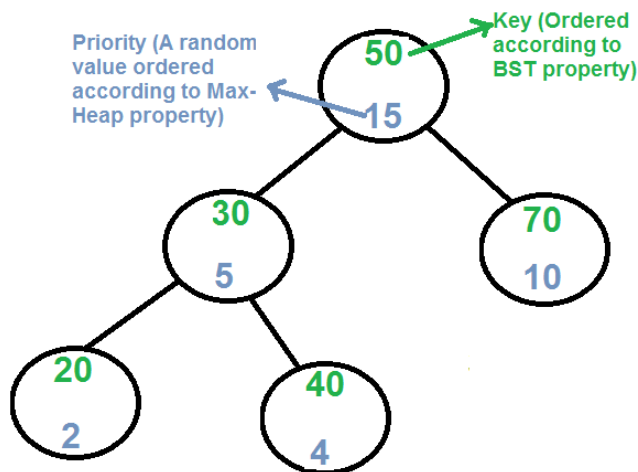 Priority (A random
value ordered
according to Max-
Heap property)
Key (Ordered
according to
BST property)
50
15
30
5
70
10
20
2
40
4